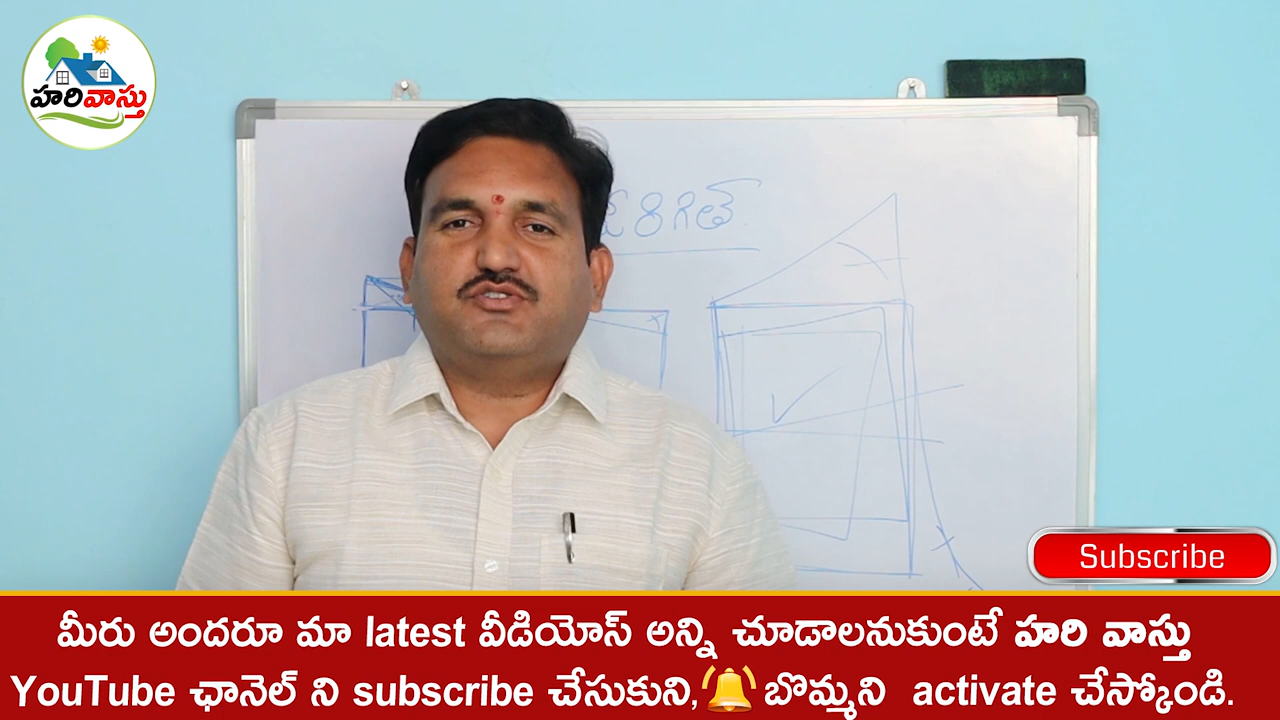 హరివాస్తు
Subscribe
మీరు అందరూ మా latest వీడియోస్ అన్ని చూడాలనుకుంటే హరి వాస్తు
YouTube ఛానెల్ ని subscribe చేసుకుని,🔔బొమ్మని activate చేస్కోండి.